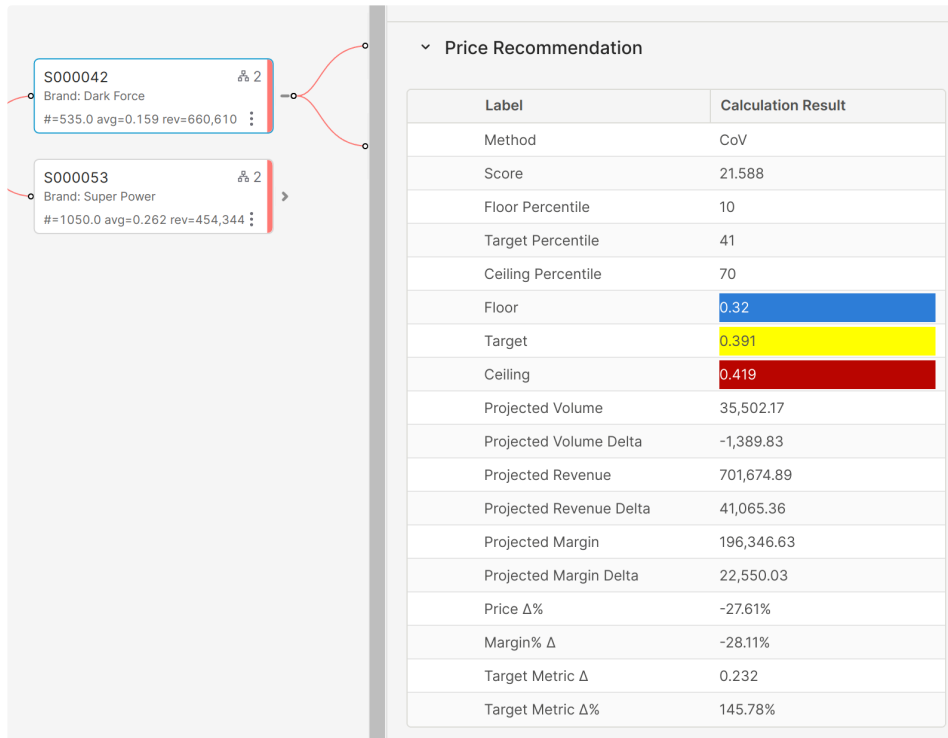 S000042 2
Brand: Dark Force
#=535.0 avg=0.159 rev=660,610
S000053 2
Brand: Super Power
#=1050.0 avg=0.262 rev=454,344
Price Recommendation
Label Calculation Result
Method CoV
Score 21.588
Floor Percentile 10
Target Percentile 41
Ceiling Percentile 70
Floor 0.32
Target 0.391
Ceiling 0.419
Projected Volume 35,502.17
Projected Volume Delta -1,389.83
Projected Revenue 701,674.89
Projected Revenue Delta 41,065.36
Projected Margin 196,346.63
Projected Margin Delta 22,550.03
Price Δ% -27.61%
Margin% Δ -28.11%
Target Metric Δ 0.232
Target Metric Δ% 145.78%